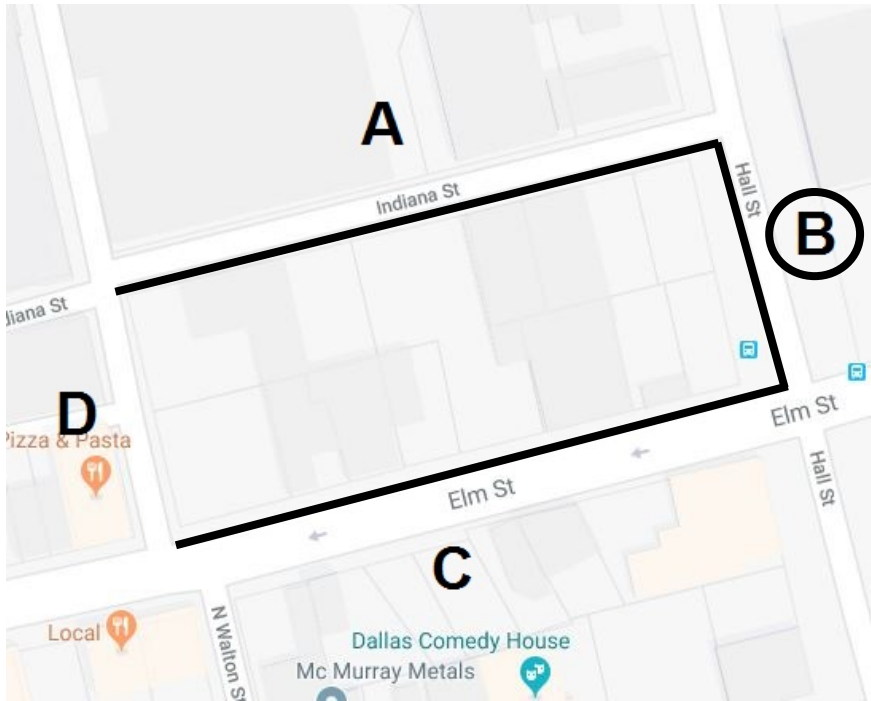 A
Indiana St
Hall St
B
diana St
D
Pizza & Pasta
Elm St
Elm St
Hall St
C
Local
N Walton St
Dallas Comedy House
Mc Murray Metals